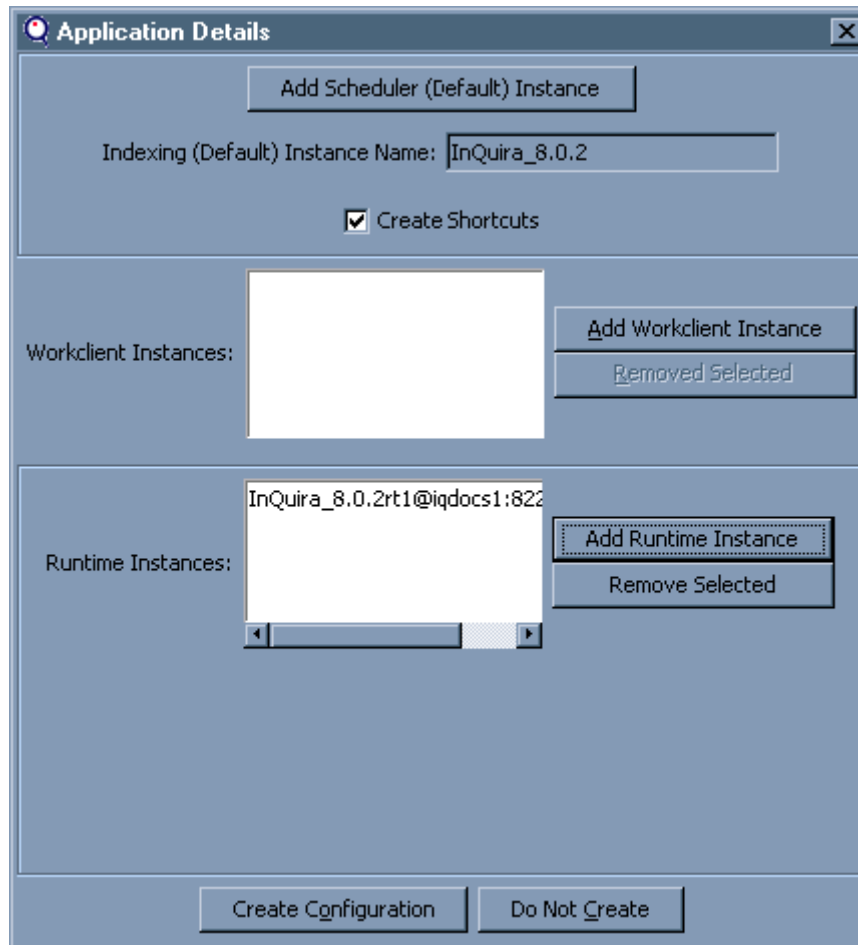 Application Details
Add Scheduler (Default) Instance
Indexing (Default) Instance Name: InQuira_8.0.2
Create Shortcuts
Workclient Instances:
Add Workclient Instance
Removed Selected
InQuira_8.0.2rt1@iqdocs1:822
Runtime Instances:
Add Runtime Instance
Remove Selected
Create Configuration
Do Not Create